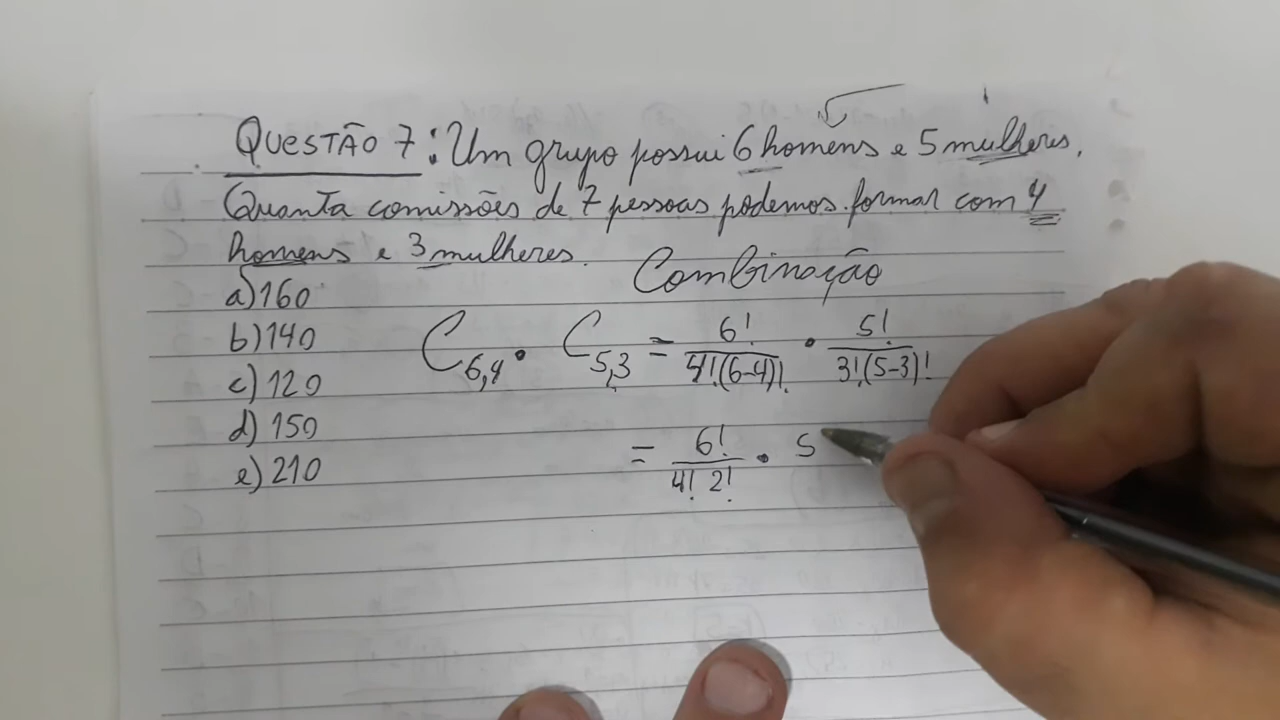 QUESTÃO 7: Um grupo possui 6 homens e 5 mulheres.
Quanta comissões de 7 pessoas podemos formar com 4
homens e 3 mulheres.
Combinação
a) 160
b) 140
c) 120
d) 150
e) 210
C6,4 · C5,3 = 6!/4!(6-4)! · 5!/3!(5-3)!
= 6!/4! 2! · 5